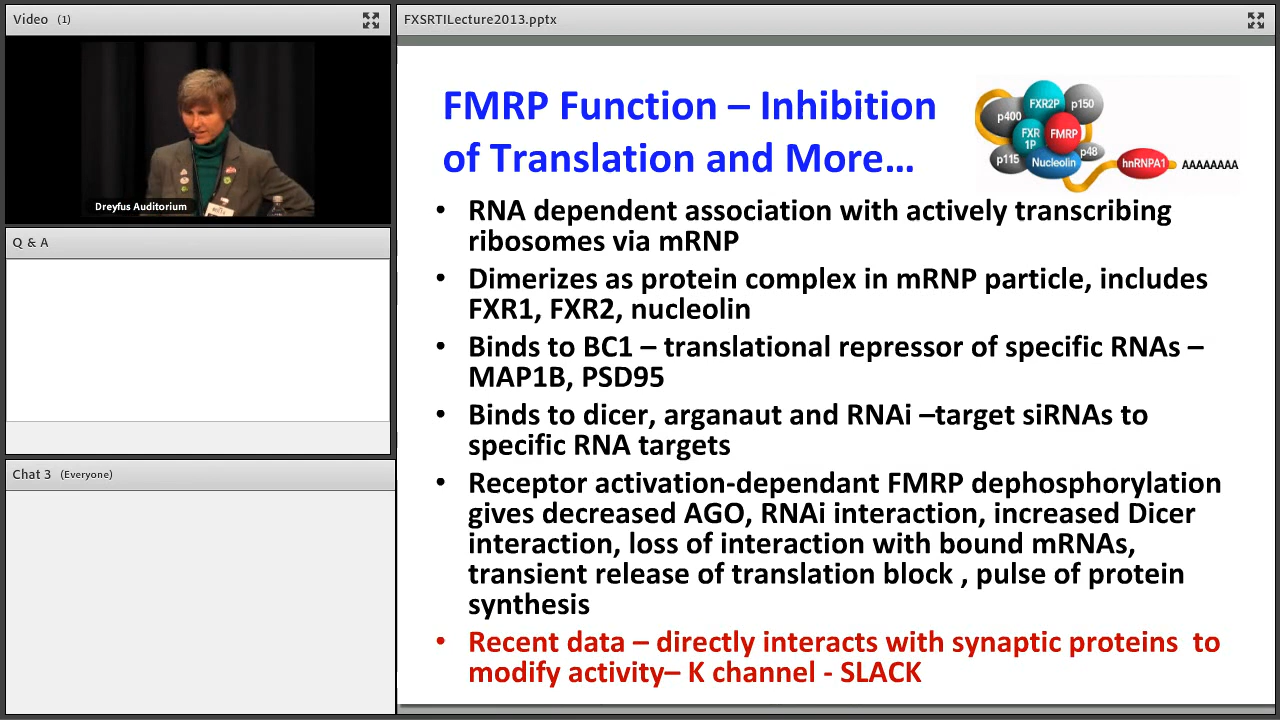 Video (1)
Dreyfus Auditorium
Q & A
Chat 3 (Everyone)
FXSRTILecture2013.pptx
FMRP Function – Inhibition
of Translation and More...
FXR2P
p150
p400
FXR
1P
FMRP
p48
p115
Nucleolin
hnRNPA1
AAAAAAAA
• RNA dependent association with actively transcribing
ribosomes via mRNP
• Dimerizes as protein complex in mRNP particle, includes
FXR1, FXR2, nucleolin
• Binds to BC1 – translational repressor of specific RNAs –
MAP1B, PSD95
• Binds to dicer, arganaut and RNAi –target siRNAs to
specific RNA targets
• Receptor activation-dependant FMRP dephosphorylation
gives decreased AGO, RNAi interaction, increased Dicer
interaction, loss of interaction with bound mRNAs,
transient release of translation block , pulse of protein
synthesis
• Recent data – directly interacts with synaptic proteins to
modify activity– K channel - SLACK